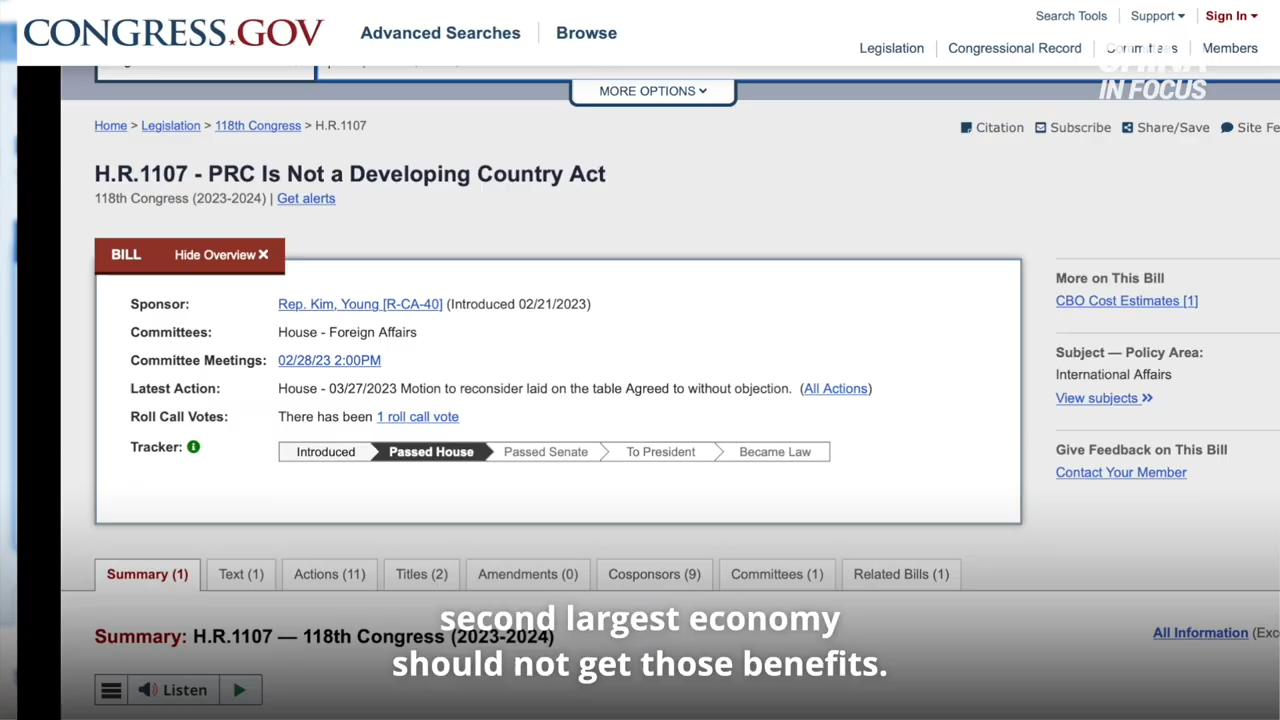 CONGRESS.GOV
Advanced Searches
Browse
Search Tools
Support
Sign In
Legislation
Congressional Record
Committees
Members
IN FOCUS
MORE OPTIONS
Home > Legislation > 118th Congress > H.R.1107
Citation
Subscribe
Share/Save
Site Fe
H.R.1107 - PRC Is Not a Developing Country Act
118th Congress (2023-2024) | Get alerts
BILL
Hide Overview ×
Sponsor: Rep. Kim, Young [R-CA-40] (Introduced 02/21/2023)
Committees: House - Foreign Affairs
Committee Meetings: 02/28/23 2:00PM
Latest Action: House - 03/27/2023 Motion to reconsider laid on the table Agreed to without objection. (All Actions)
Roll Call Votes: There has been 1 roll call vote
Tracker:
Introduced
Passed House
Passed Senate
To President
Became Law
More on This Bill
CBO Cost Estimates [1]
Subject — Policy Area:
International Affairs
View subjects »
Give Feedback on This Bill
Contact Your Member
Summary (1)
Text (1)
Actions (11)
Titles (2)
Amendments (0)
Cosponsors (9)
Committees (1)
Related Bills (1)
Summary: H.R.1107 — 118th Congress (2023-2024)
All Information (Exc
Listen
second largest economy
should not get those benefits.